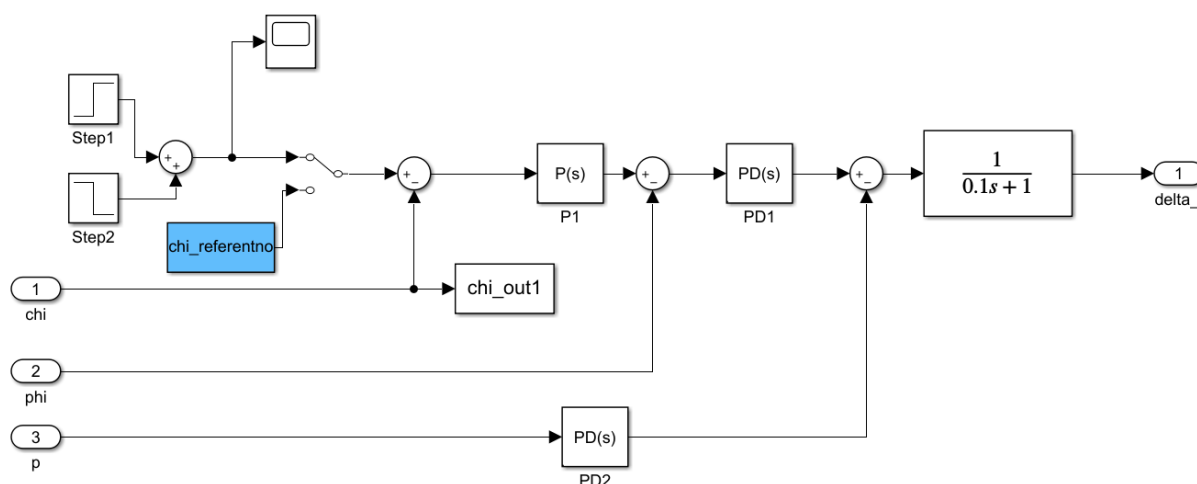 Step1
+
+
Step2
chi_referentno
+
−
P(s)
P1
+
−
PD(s)
PD1
+
−
1
0.1s + 1
1
delta_
1
chi
chi_out1
2
phi
3
p
PD(s)
PD2